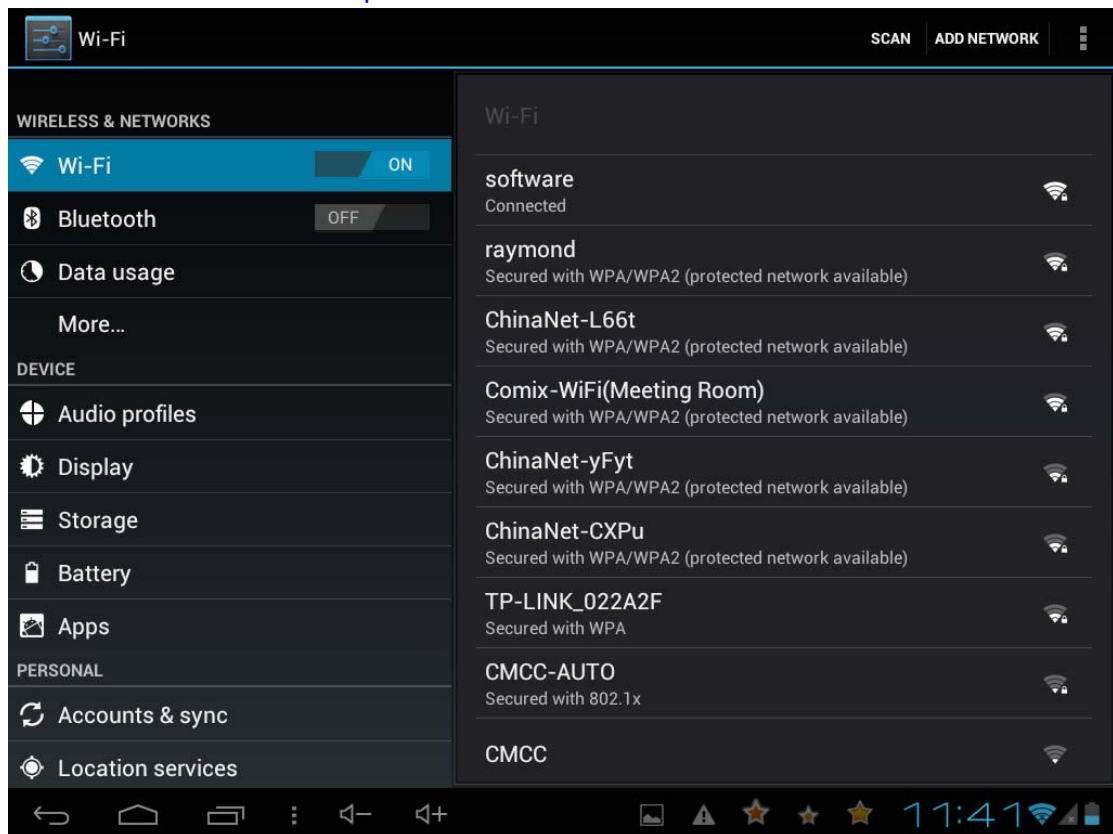 Wi-Fi
SCAN
ADD NETWORK
WIRELESS & NETWORKS
Wi-Fi
ON
Bluetooth
OFF
Data usage
More...
DEVICE
Audio profiles
Display
Storage
Battery
Apps
PERSONAL
Accounts & sync
Location services
Wi-Fi
software
Connected
raymond
Secured with WPA/WPA2 (protected network available)
ChinaNet-L66t
Secured with WPA/WPA2 (protected network available)
Comix-WiFi(Meeting Room)
Secured with WPA/WPA2 (protected network available)
ChinaNet-yFyt
Secured with WPA/WPA2 (protected network available)
ChinaNet-CXPu
Secured with WPA/WPA2 (protected network available)
TP-LINK_022A2F
Secured with WPA
CMCC-AUTO
Secured with 802.1x
CMCC
11:41